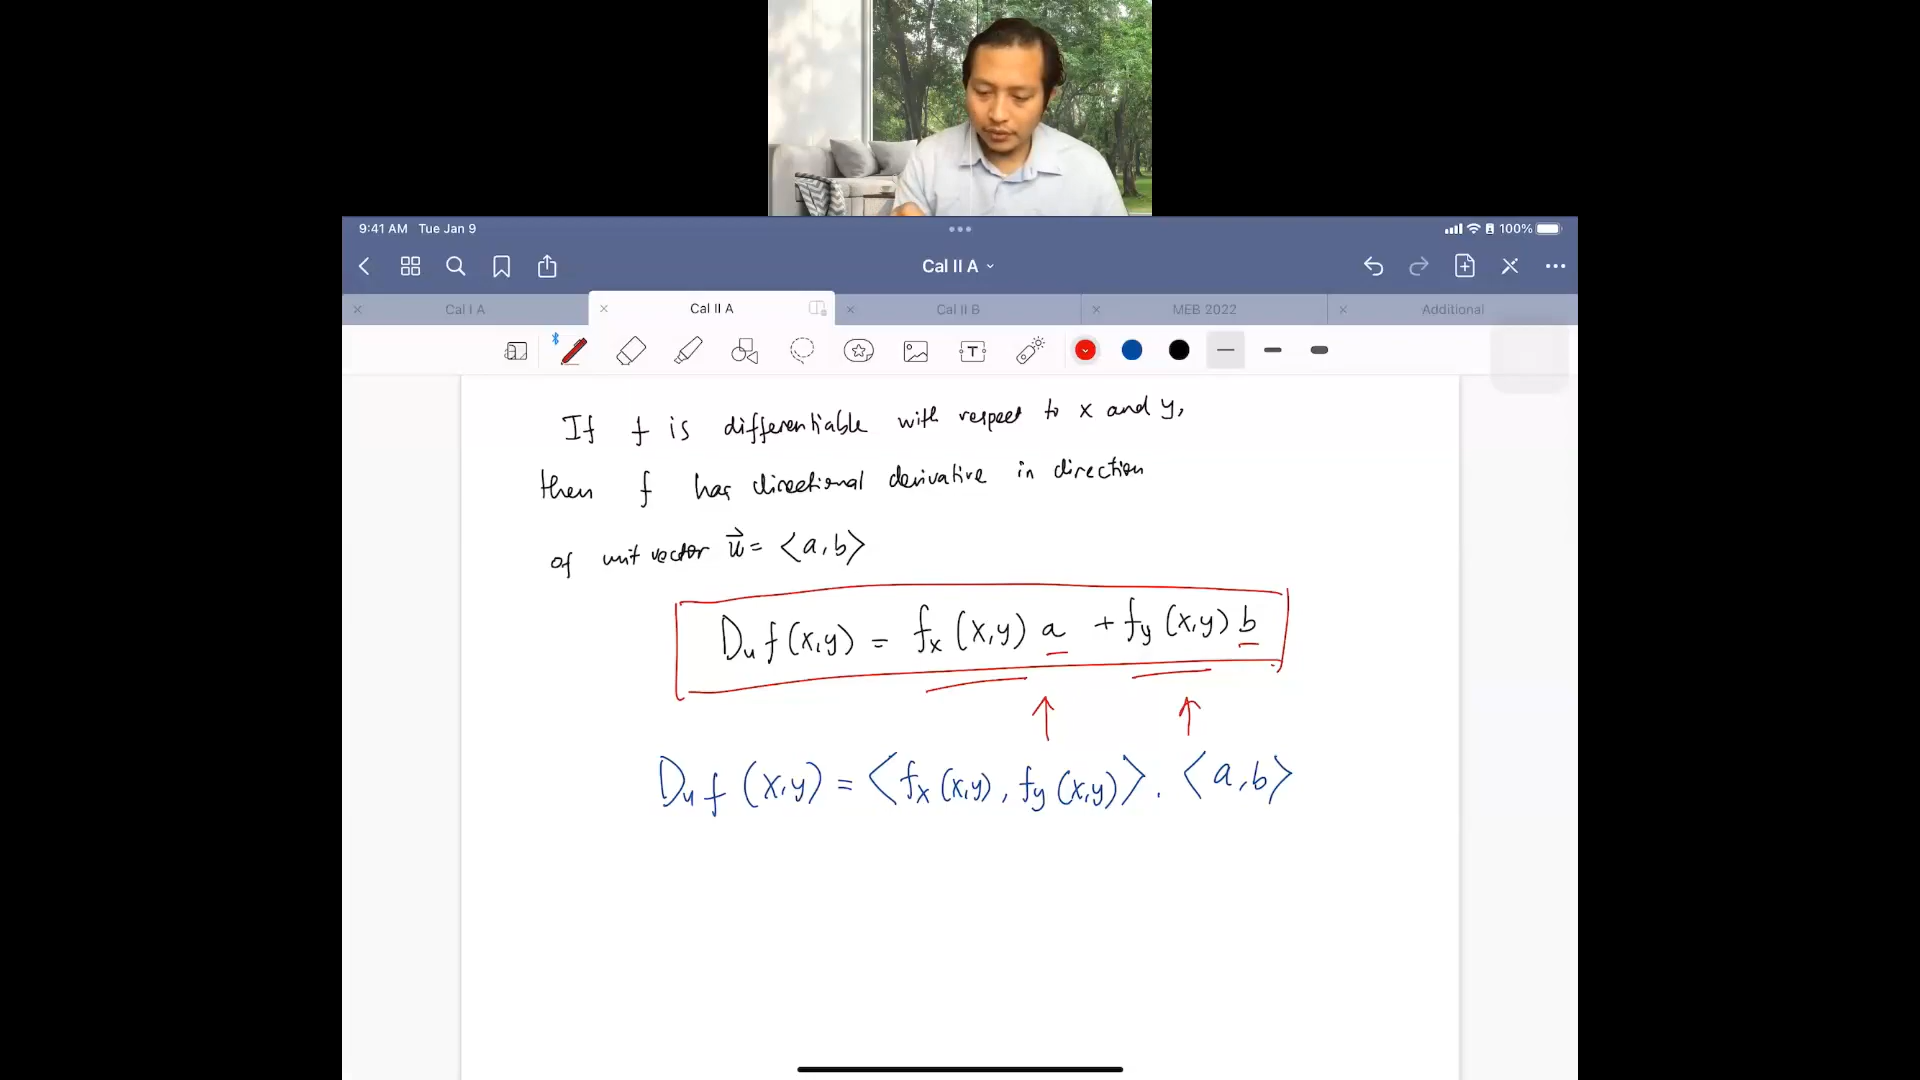 9:41 AM Tue Jan 9
100%
Cal II A
Cal I A
Cal II A
Cal II B
MEB 2022
Additional
If f is differentiable with respect to x and y,
then f has directional derivative in direction
of unit vector u⃗ = ⟨a,b⟩
Dᵤf(x,y) = fₓ(x,y) a + f_y(x,y) b
Dᵤf(x,y) = ⟨fₓ(x,y), f_y(x,y)⟩ . ⟨a,b⟩